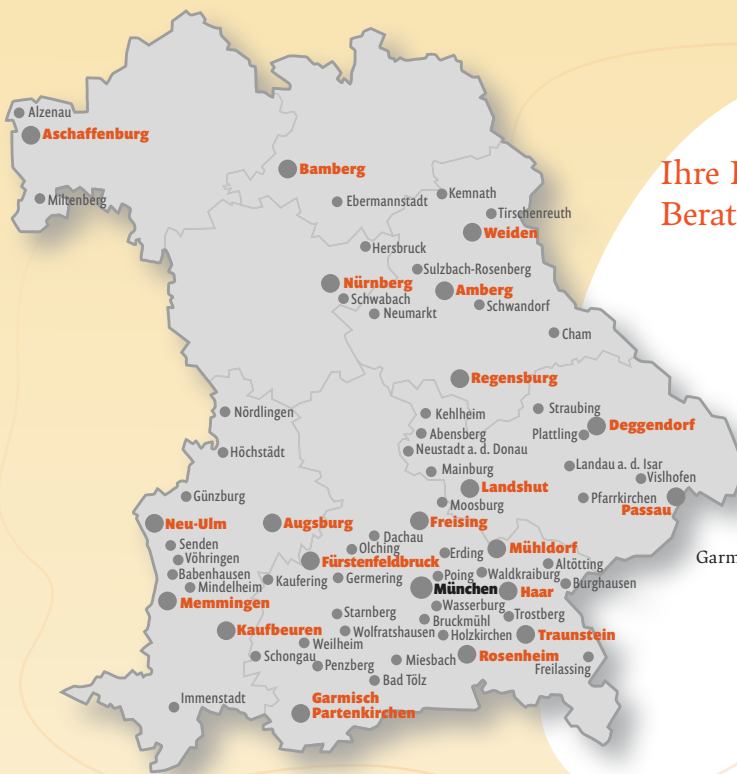 Alzenau
Aschaffenburg
Bamberg
Miltenberg
Ebermannstadt
Kemnath
Tirschenreuth
Weiden
Ihre
Hersbruck
Sulzbach-Rosenberg
Nürnberg
Amberg
Schwabach
Schwandorf
Neumarkt
Cham
Regensburg
Nördlingen
Kehlheim
Straubing
Deggendorf
Abensberg
Plattling
Höchstädt
Neustadt a. d. Donau
Mainburg
Landau a. d. Isar
Vislhofen
Günzburg
Landshut
Pfarrkirchen
Passau
Moosburg
Neu-Ulm
Augsburg
Freising
Dachau
Senden
Olching
Erding
Mühldorf
Vöhringen
Fürstenfeldbruck
Altötting
Garm
Babenhausen
Kaufering
Germering
Poing
Waldkraiburg
Burghausen
Mindelheim
München
Haar
Memmingen
Wasserburg
Starnberg
Bruckmühl
Trostberg
Kaufbeuren
Wolfratshausen
Holzkirchen
Traunstein
Weilheim
Schongau
Penzberg
Miesbach
Rosenheim
Freilassing
Bad Tölz
Immenstadt
Garmisch
Partenkirchen
Berat